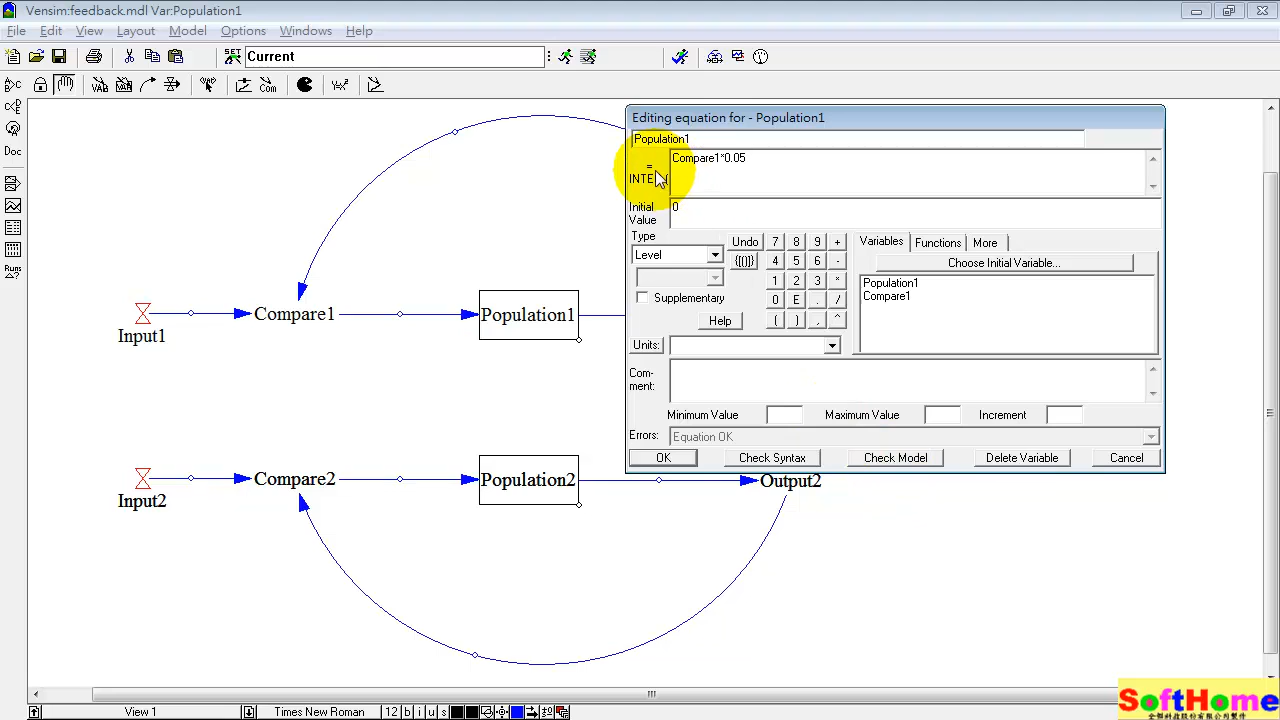 Vensim:feedback.mdl Var:Population1
File Edit View Layout Model Options Windows Help
SET Current
Com
Doc
Runs
Editing equation for - Population1
Population1
=
INTEG (
Compare1*0.05
Initial
Value
0
Type
Level
Undo 7 8 9 +
{[()]} 4 5 6 -
1 2 3 *
0 E . /
( ) , ^
Supplementary
Help
Variables Functions More
Choose Initial Variable...
Population1
Compare1
Units:
Com-
ment:
Minimum Value Maximum Value Increment
Errors: Equation OK
OK Check Syntax Check Model Delete Variable Cancel
Input1
Compare1
Population1
Input2
Compare2
Population2
Output2
View 1 Times New Roman 12 b i u s
SoftHome